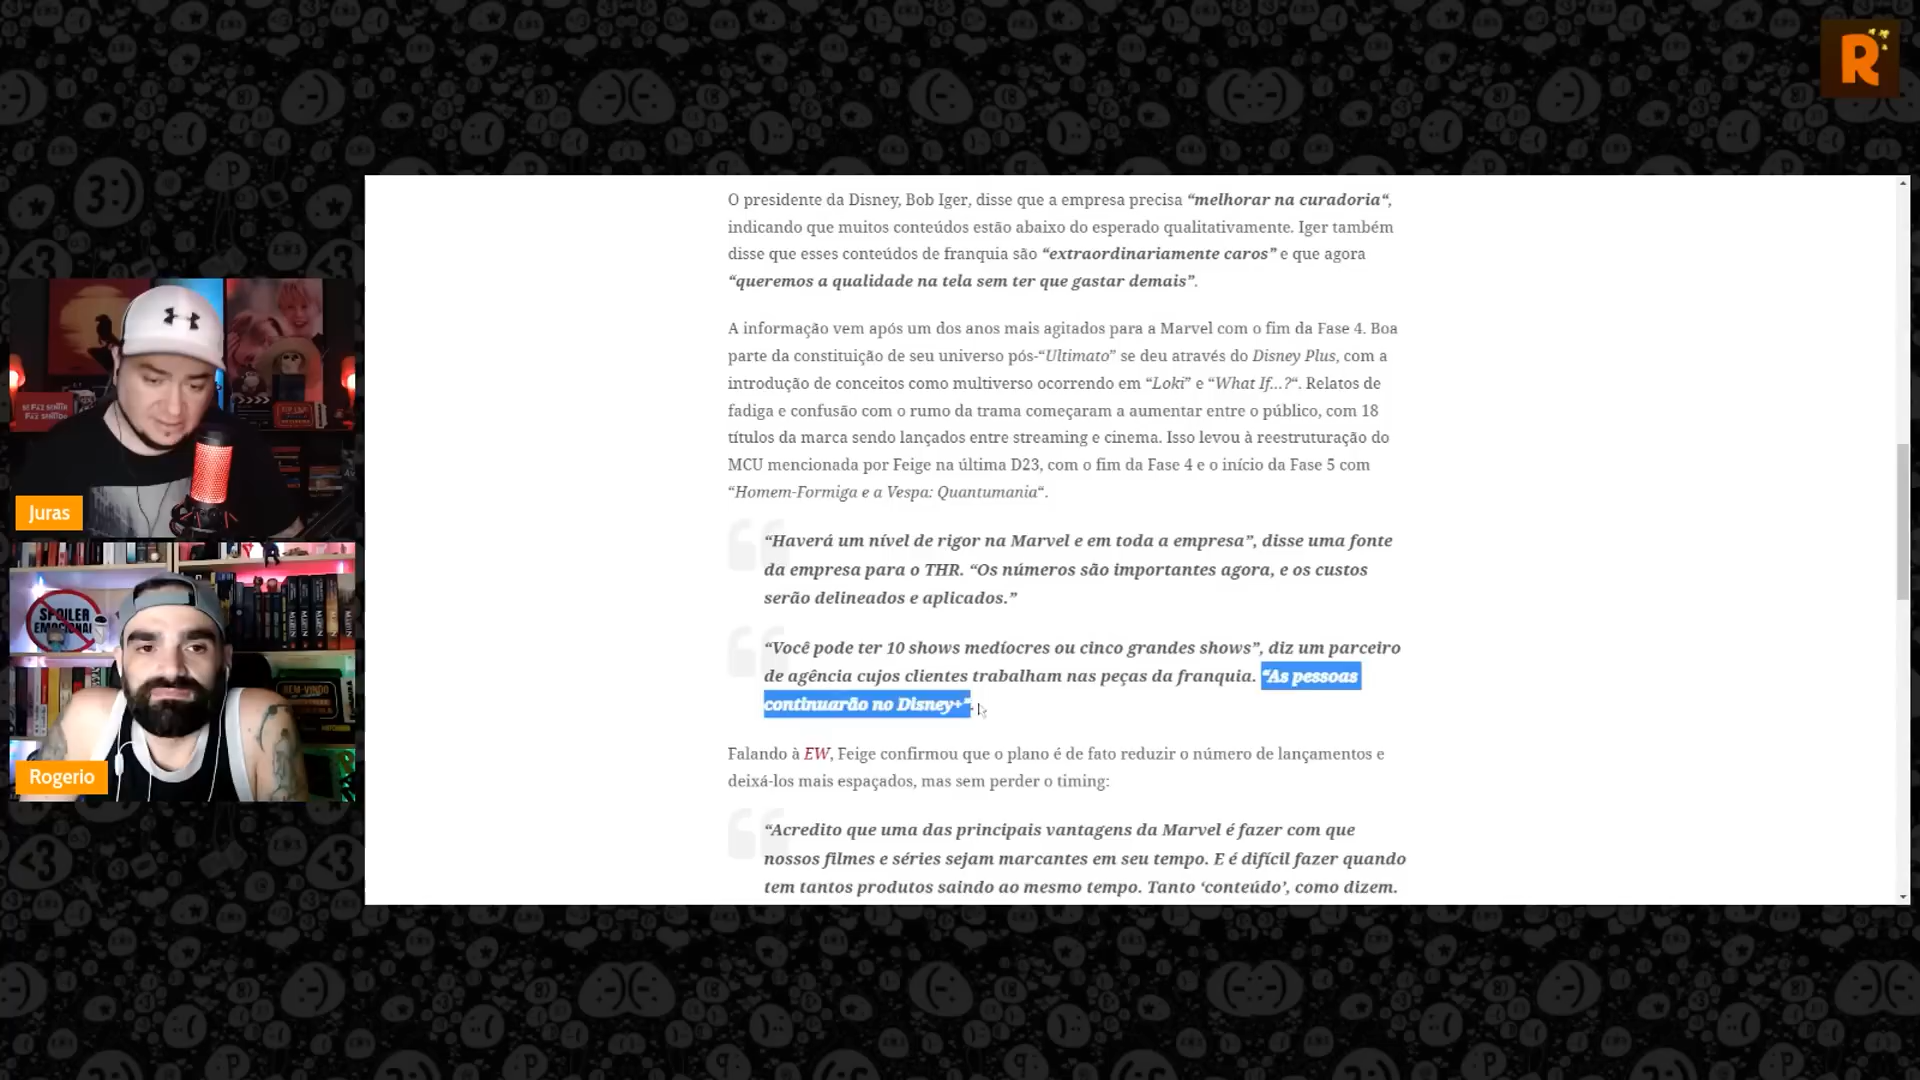 R
O presidente da Disney, Bob Iger, disse que a empresa precisa “melhorar na curadoria“,
indicando que muitos conteúdos estão abaixo do esperado qualitativamente. Iger também
disse que esses conteúdos de franquia são “extraordinariamente caros” e que agora
“queremos a qualidade na tela sem ter que gastar demais”.
A informação vem após um dos anos mais agitados para a Marvel com o fim da Fase 4. Boa
parte da constituição de seu universo pós-“Ultimato” se deu através do Disney Plus, com a
introdução de conceitos como multiverso ocorrendo em “Loki” e “What If...?“. Relatos de
fadiga e confusão com o rumo da trama começaram a aumentar entre o público, com 18
títulos da marca sendo lançados entre streaming e cinema. Isso levou à reestruturação do
MCU mencionada por Feige na última D23, com o fim da Fase 4 e o início da Fase 5 com
“Homem-Formiga e a Vespa: Quantumania“.
“Haverá um nível de rigor na Marvel e em toda a empresa”, disse uma fonte
da empresa para o THR. “Os números são importantes agora, e os custos
serão delineados e aplicados.”
“Você pode ter 10 shows medíocres ou cinco grandes shows”, diz um parceiro
de agência cujos clientes trabalham nas peças da franquia. “As pessoas
continuarão no Disney+”.
Falando à EW, Feige confirmou que o plano é de fato reduzir o número de lançamentos e
deixá-los mais espaçados, mas sem perder o timing:
“Acredito que uma das principais vantagens da Marvel é fazer com que
nossos filmes e séries sejam marcantes em seu tempo. E é difícil fazer quando
tem tantos produtos saindo ao mesmo tempo. Tanto ‘conteúdo’, como dizem.
SE FAZ SENTIR
FAZ SENTIDO
Juras
SPOILER
EMOCIONAL
BEM-VINDO
MARTIN
Rogerio